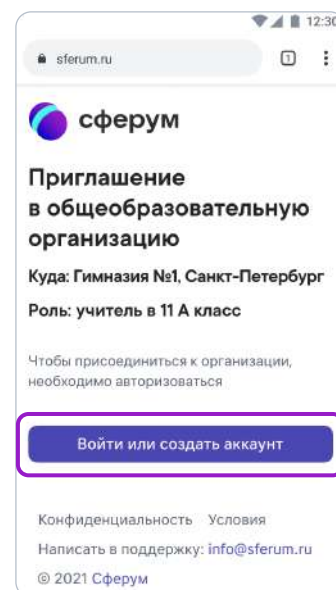 12:30
sferum.ru
1
сферум
Приглашение
в общеобразовательную
организацию
Куда: Гимназия №1, Санкт-Петербург
Роль: учитель в 11 А класс
Чтобы присоединиться к организации,
необходимо авторизоваться
Войти или создать аккаунт
Конфиденциальность Условия
Написать в поддержку: info@sferum.ru
© 2021 Сферум